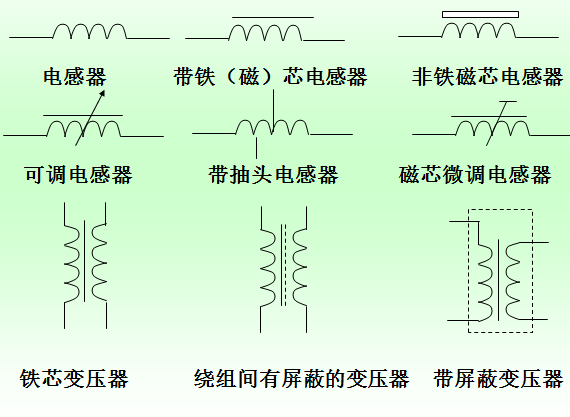 电感器 带铁（磁）芯电感器 非铁磁芯电感器
可调电感器 带抽头电感器 磁芯微调电感器
铁芯变压器 绕组间有屏蔽的变压器 带屏蔽变压器